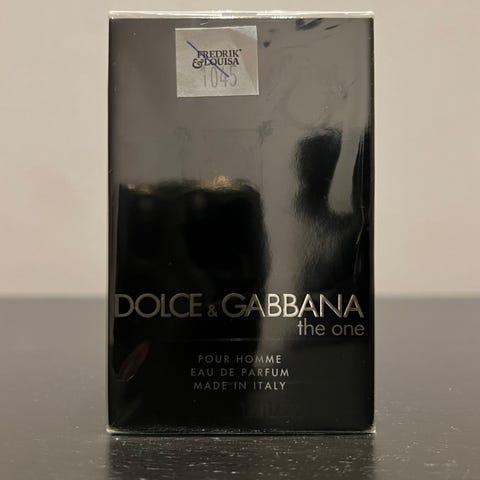 FREDRIK
&LOUISA
1045
DOLCE & GABBANA
the one
POUR HOMME
EAU DE PARFUM
MADE IN ITALY